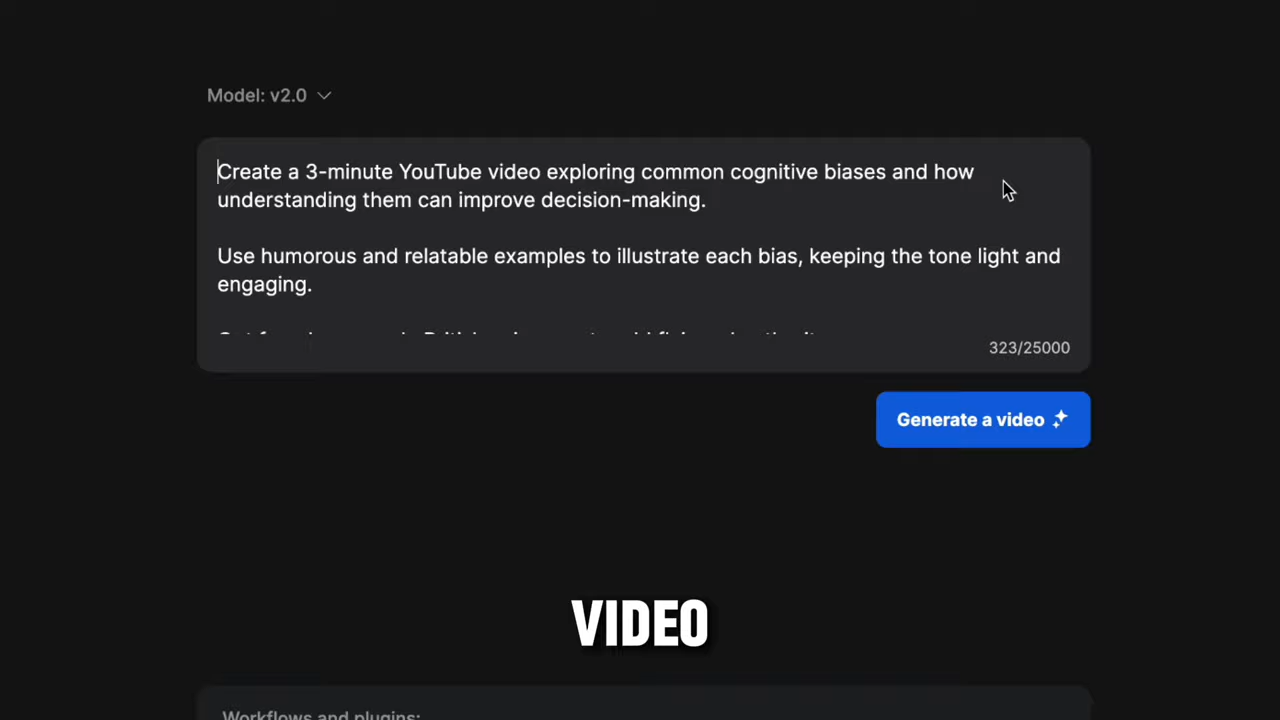 Model: v2.0
Create a 3-minute YouTube video exploring common cognitive biases and how
understanding them can improve decision-making.
Use humorous and relatable examples to illustrate each bias, keeping the tone light and
engaging.
323/25000
Generate a video
VIDEO
Workflows and plugins: